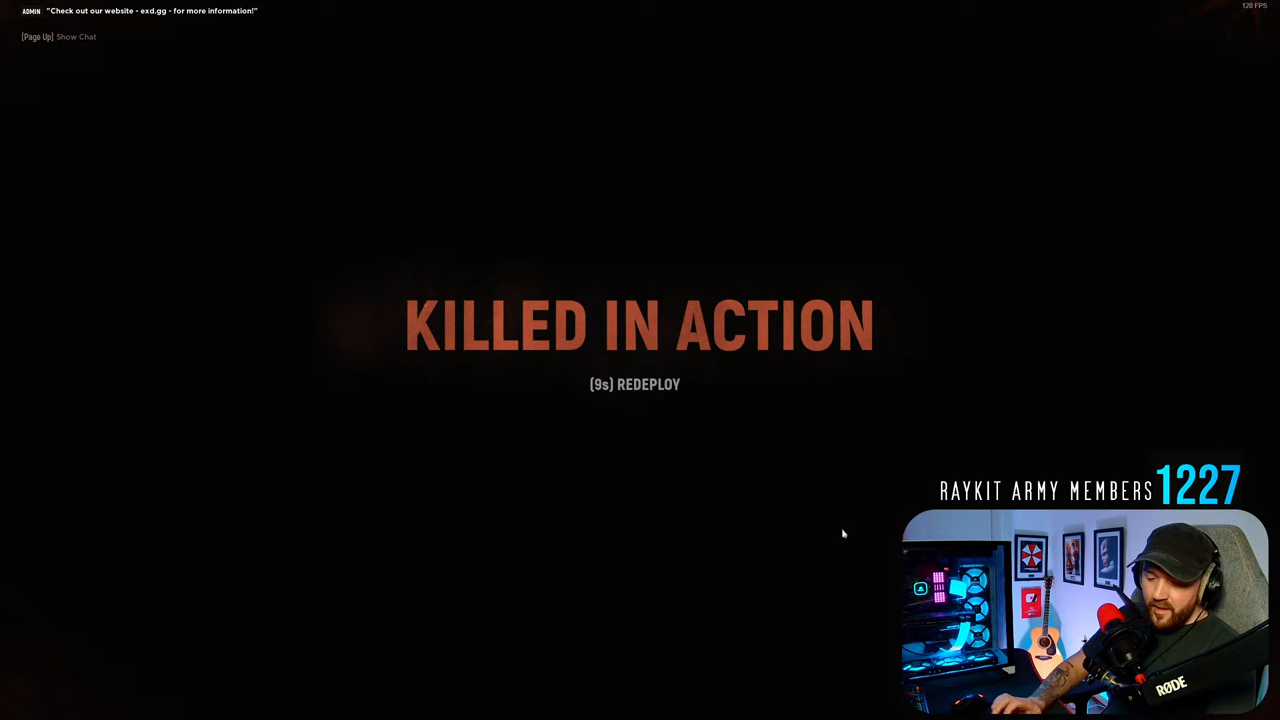 ADMIN "Check out our website - exd.gg - for more information!"
120 FPS
[Page Up] Show Chat
KILLED IN ACTION
(9s) REDEPLOY
RAYKIT ARMY MEMBERS 1227
RØDE